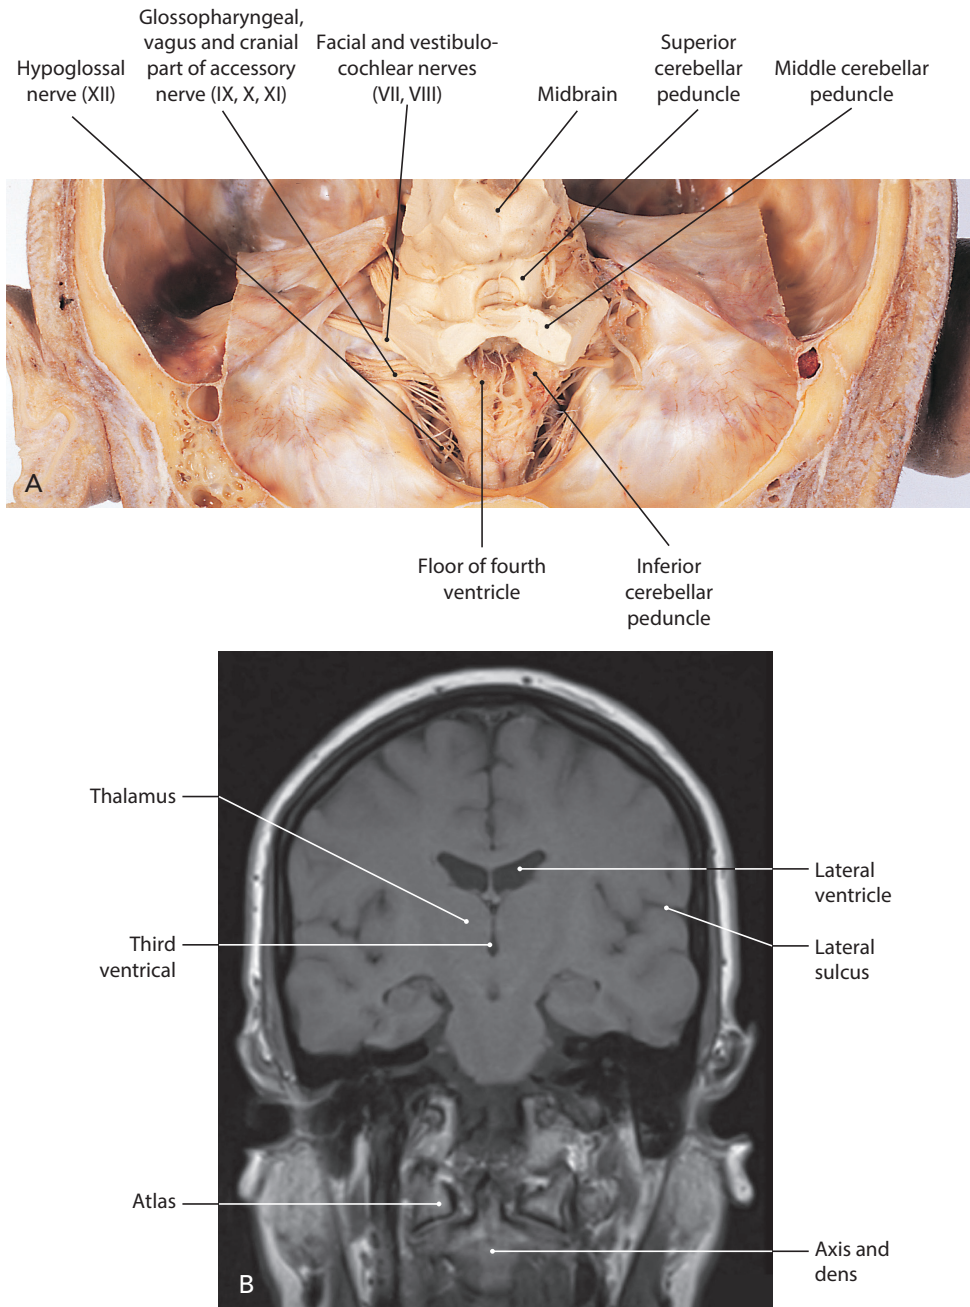 Glossopharyngeal,
vagus and cranial
part of accessory
nerve (IX, X, XI)
Hypoglossal
nerve (XII)
Facial and vestibulo-
cochlear nerves
(VII, VIII)
Midbrain
Superior
cerebellar
peduncle
Middle cerebellar
peduncle
A
Floor of fourth
ventricle
Inferior
cerebellar
peduncle
Thalamus
Third
ventrical
Lateral
ventricle
Lateral
sulcus
Atlas
Axis and
dens
B